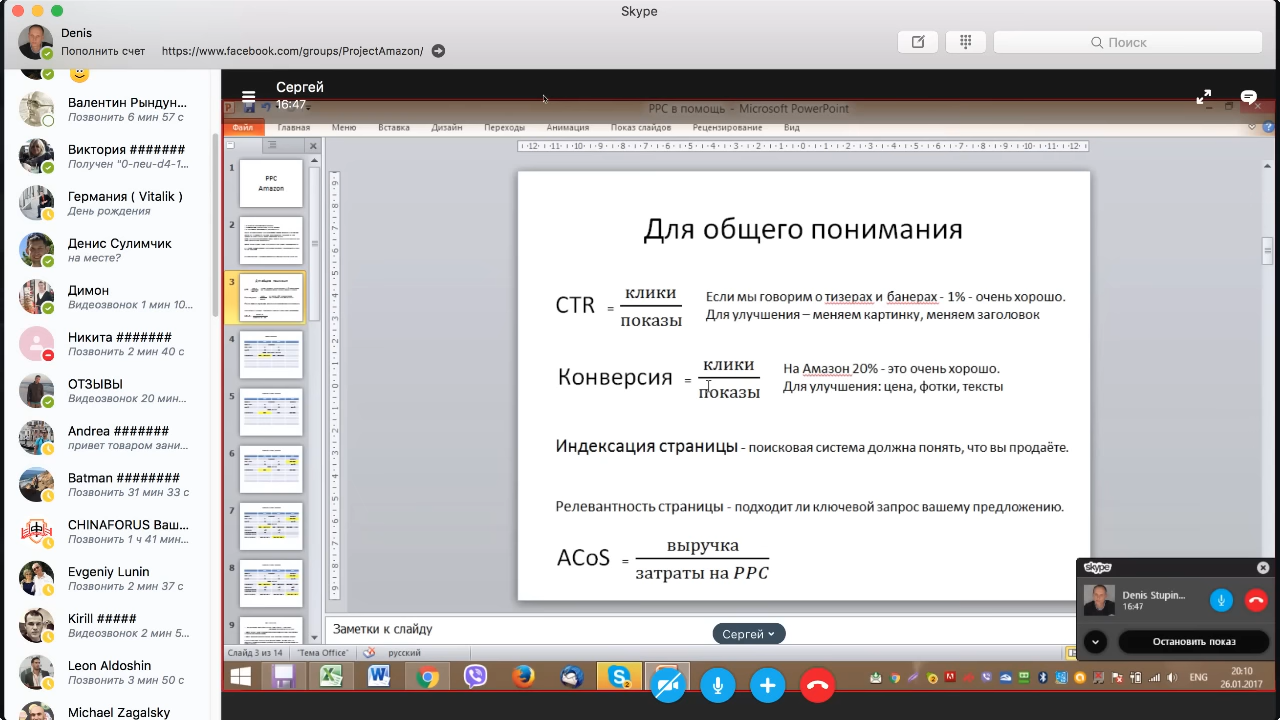 Skype
Denis
Пополнить счет
https://www.facebook.com/groups/ProjectAmazon/
Поиск
Валентин Рындун...
Позвонить 6 мин 57 с
Виктория #######
Получен "0-neu-d4-1...
Германия ( Vitalik )
День рождения
Денис Сулимчик
на месте?
Димон
Видеозвонок 1 мин 10...
Никита #######
Позвонить 2 мин 40 с
ОТЗЫВЫ
Видеозвонок 20 мин...
Andrea #######
привет товаром зани...
Batman ########
Позвонить 31 мин 33 с
CHINAFORUS Ваш...
Позвонить 1 ч 41 мин...
Evgeniy Lunin
Позвонить 2 мин 37 с
Kirill #####
Видеозвонок 2 мин 5...
Leon Aldoshin
Позвонить 3 мин 50 с
Michael Zagalsky
Сергей
16:47
PPC в помощь - Microsoft PowerPoint
Файл Главная Меню Вставка Дизайн Переходы Анимация Показ слайдов Рецензирование Вид
1
PPC
Amazon
2
3
4
5
6
7
8
9
Для общего понимания
CTR = клики
показы
Если мы говорим о тизерах и банерах - 1% - очень хорошо.
Для улучшения – меняем картинку, меняем заголовок
Конверсия = клики
показы
На Амазон 20% - это очень хорошо.
Для улучшения: цена, фотки, тексты
Индексация страницы - поисковая система должна понять, что вы продаёте.
Релевантность страницы - подходит ли ключевой запрос вашему предложению.
ACoS = выручка
затраты на PPC
Заметки к слайду
Сергей
Слайд 3 из 14
"Тема Office"
русский
skype
Denis Stupin...
16:47
Остановить показ
ENG
20:10
26.01.2017